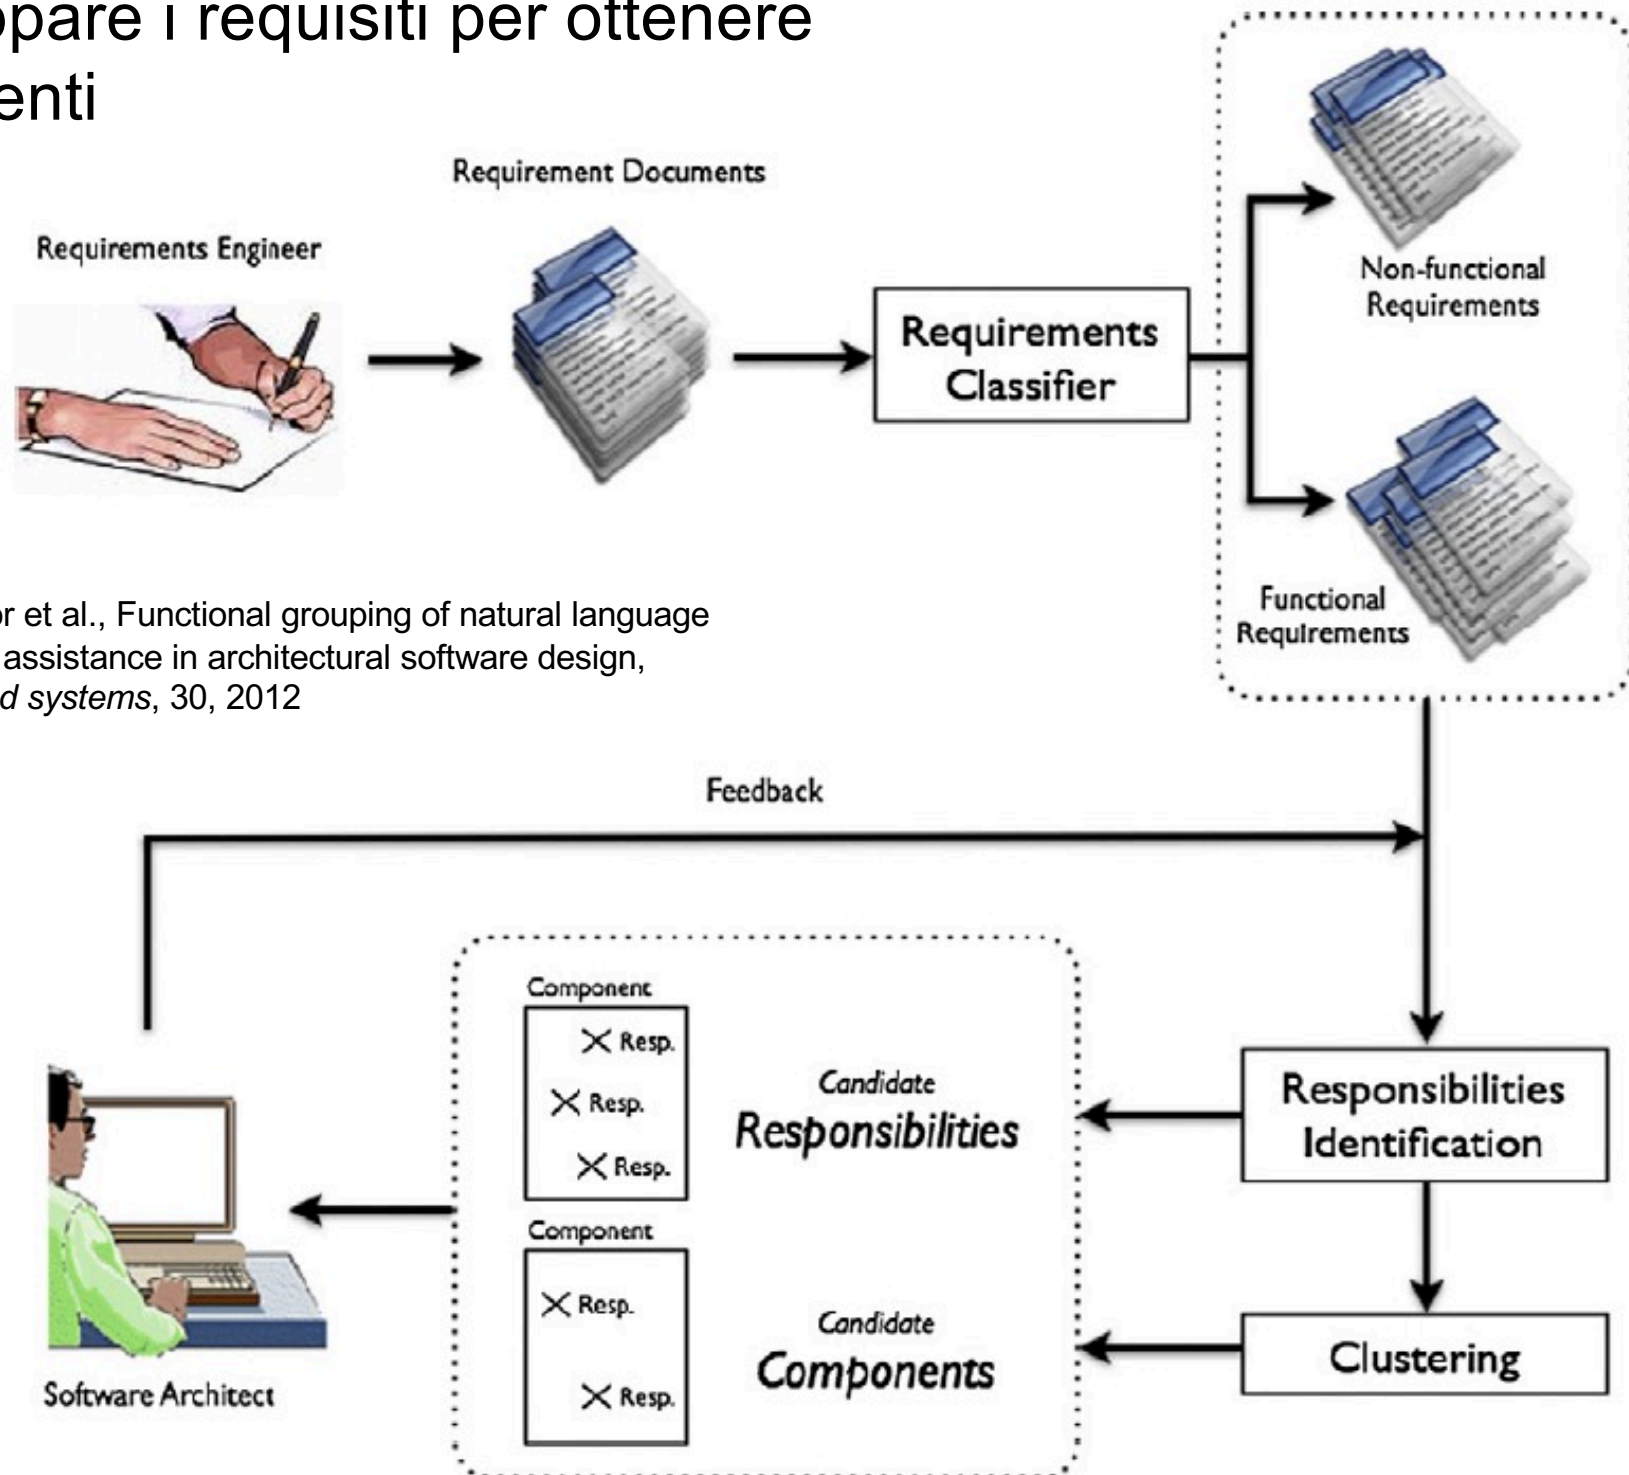 ppare i requisiti per ottenere
enti
Requirement Documents
Requirements Engineer
Requirements
Classifier
Non-functional
Requirements
Functional
Requirements
or et al., Functional grouping of natural language
assistance in architectural software design,
d systems, 30, 2012
Feedback
Component
Resp.
Resp.
Resp.
Candidate
Responsibilities
Responsibilities
Identification
Component
Resp.
Resp.
Candidate
Components
Clustering
Software Architect